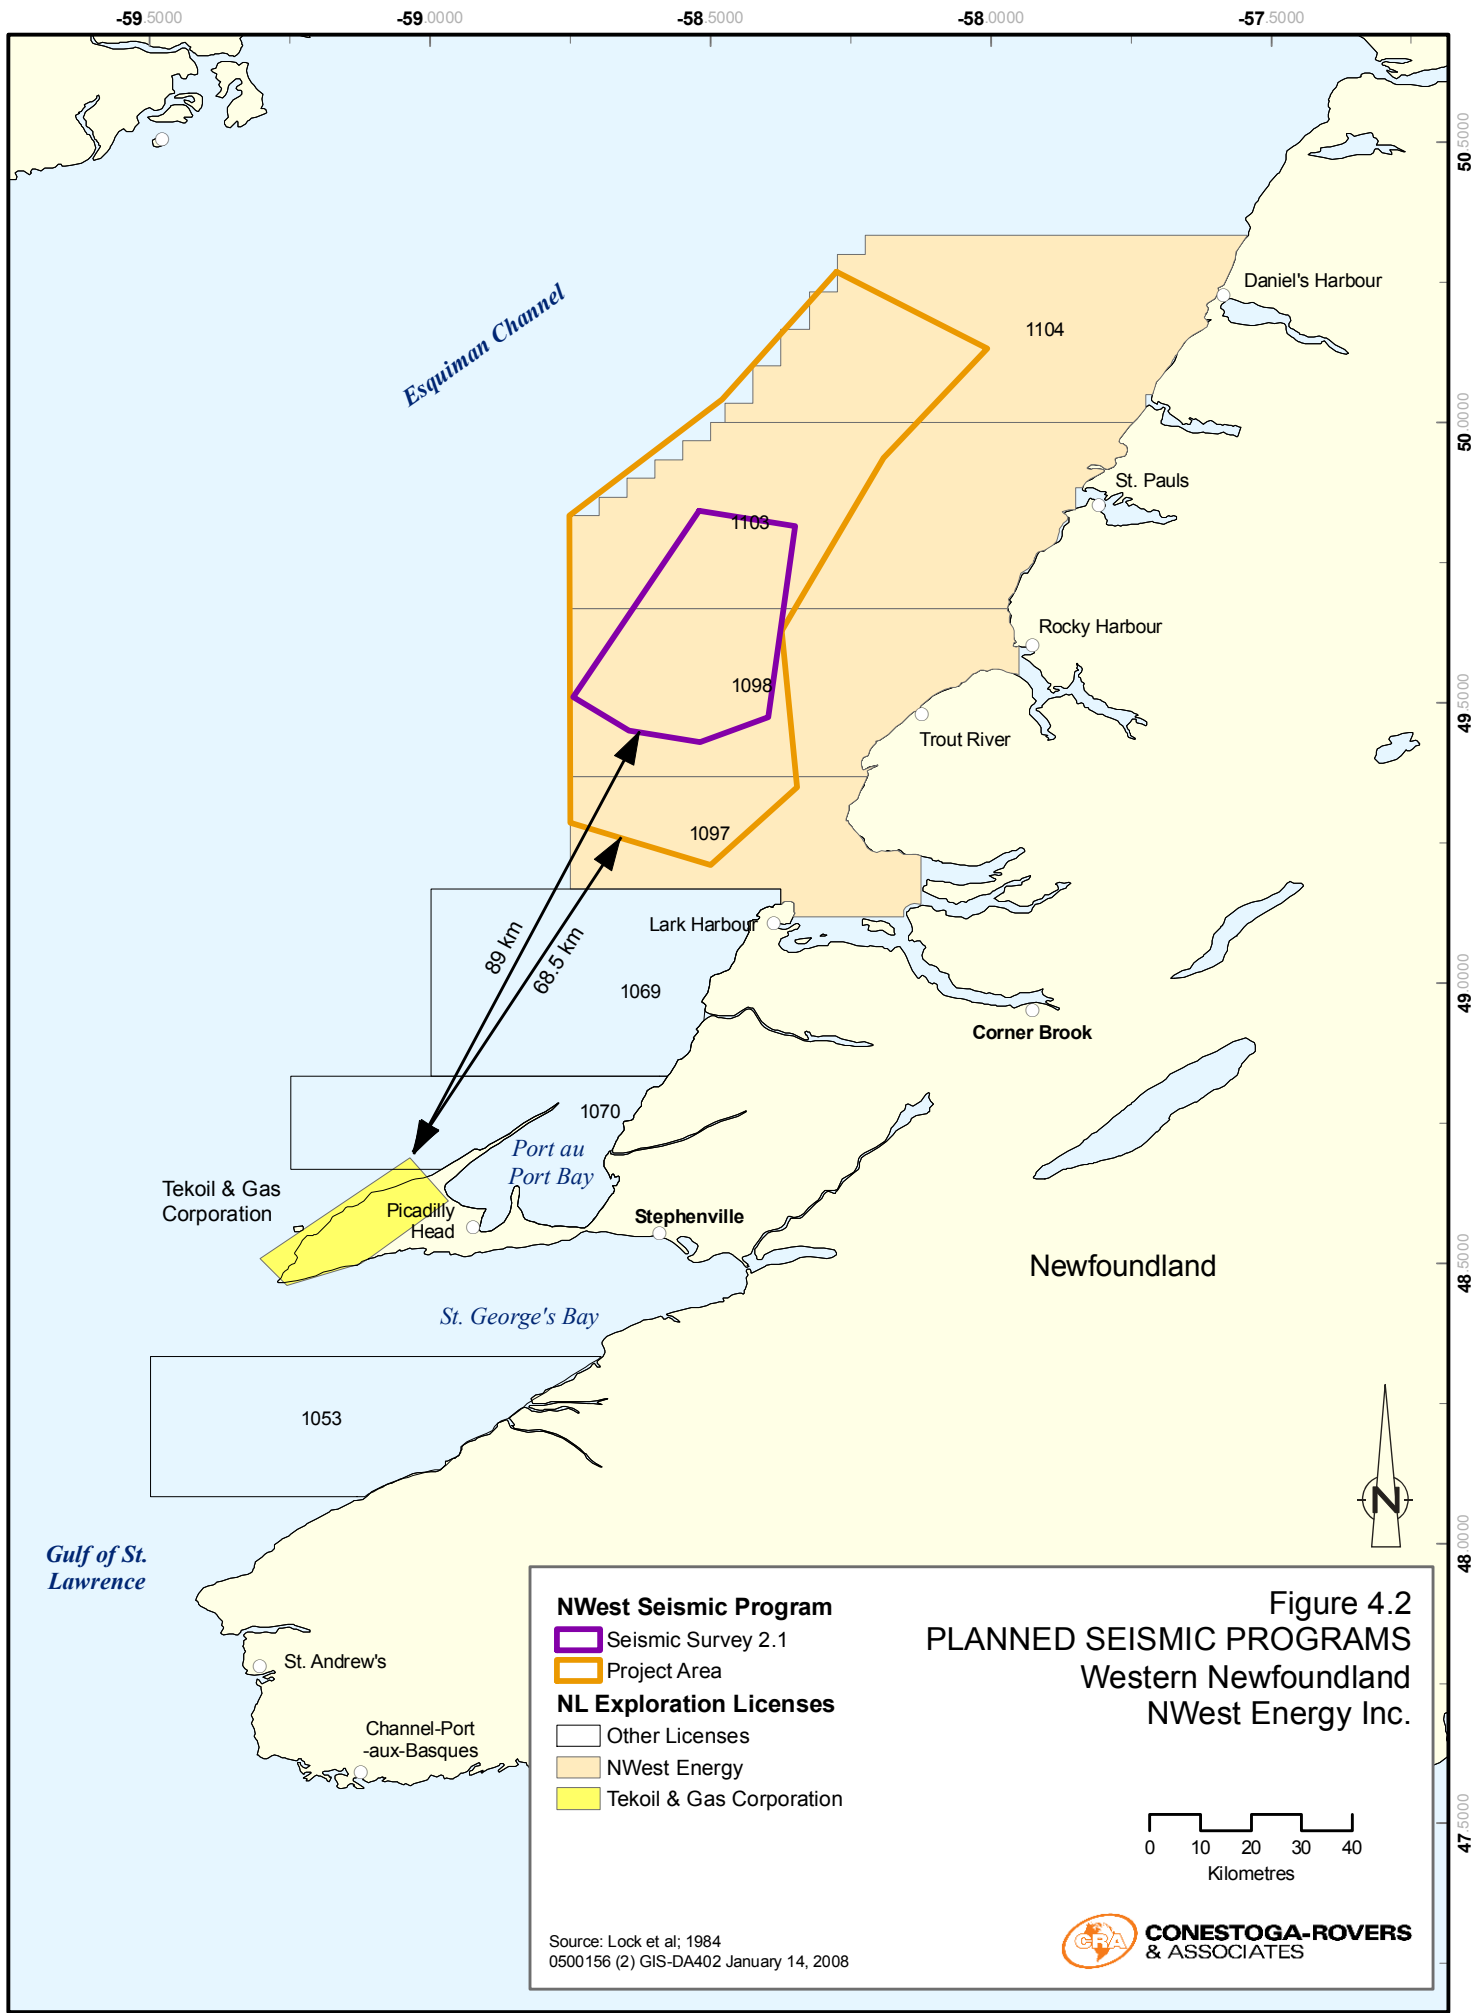 -59.5000 -59.0000 -58.5000 -58.0000 -57.5000
50.5000
Daniel's Harbour
Esquiman Channel
1104
50.0000
St. Pauls
1103
Rocky Harbour
1098
49.5000
Trout River
1097
Lark Harbour
89 km
68.5 km
1069
49.0000
Corner Brook
1070
Port au
Port Bay
Tekoil & Gas
Corporation
Picadilly
Head
Stephenville
48.5000
Newfoundland
St. George's Bay
1053
N
48.0000
Gulf of St.
Lawrence
St. Andrew's
Channel-Port
-aux-Basques
47.5000
NWest Seismic Program
Seismic Survey 2.1
Project Area
NL Exploration Licenses
Other Licenses
NWest Energy
Tekoil & Gas Corporation
Figure 4.2
PLANNED SEISMIC PROGRAMS
Western Newfoundland
NWest Energy Inc.
0 10 20 30 40
Kilometres
Source: Lock et al; 1984
0500156 (2) GIS-DA402 January 14, 2008
CRA
CONESTOGA-ROVERS
& ASSOCIATES